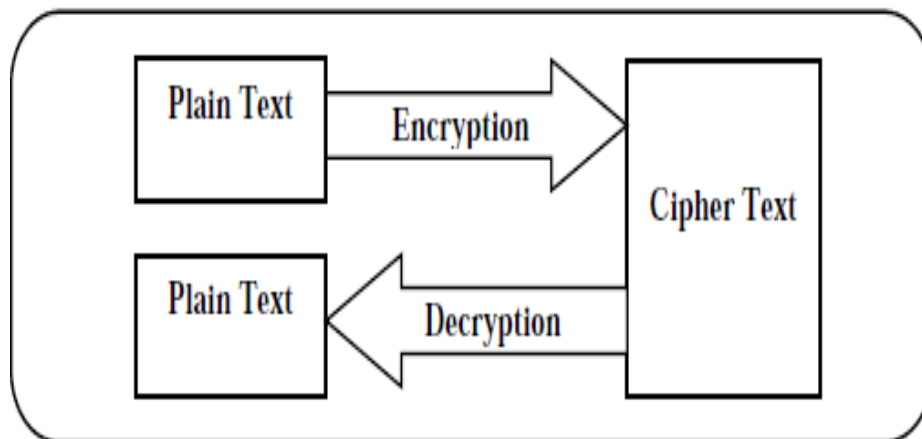 Plain Text
Encryption
Cipher Text
Plain Text
Decryption